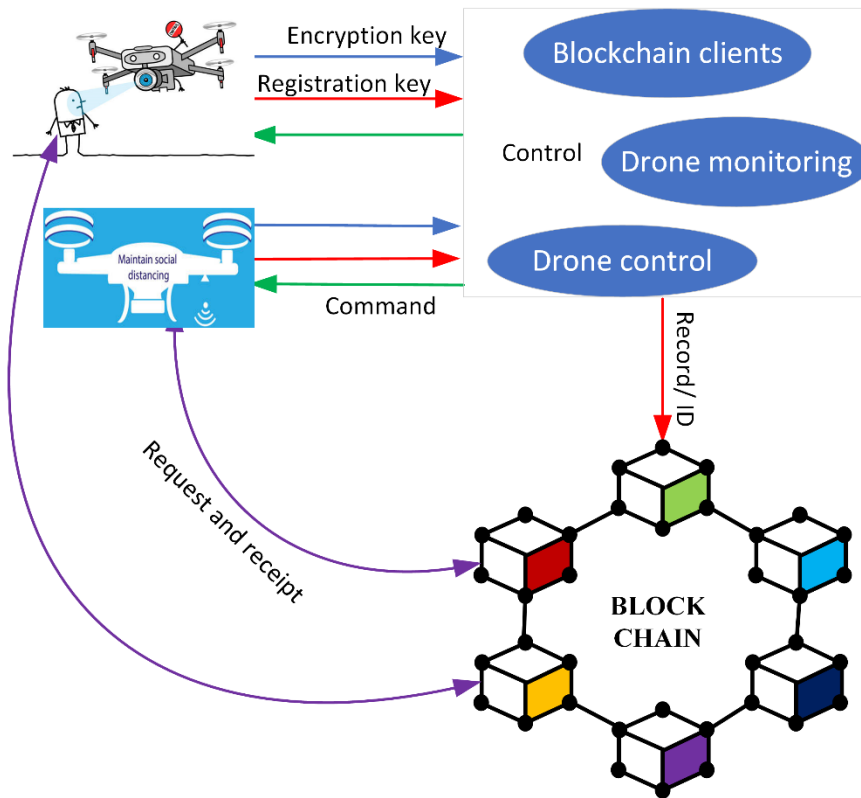 Encryption key
Registration key
Blockchain clients
Control
Drone monitoring
Drone control
Maintain social
distancing
Command
Record/ ID
Request and receipt
BLOCK
CHAIN